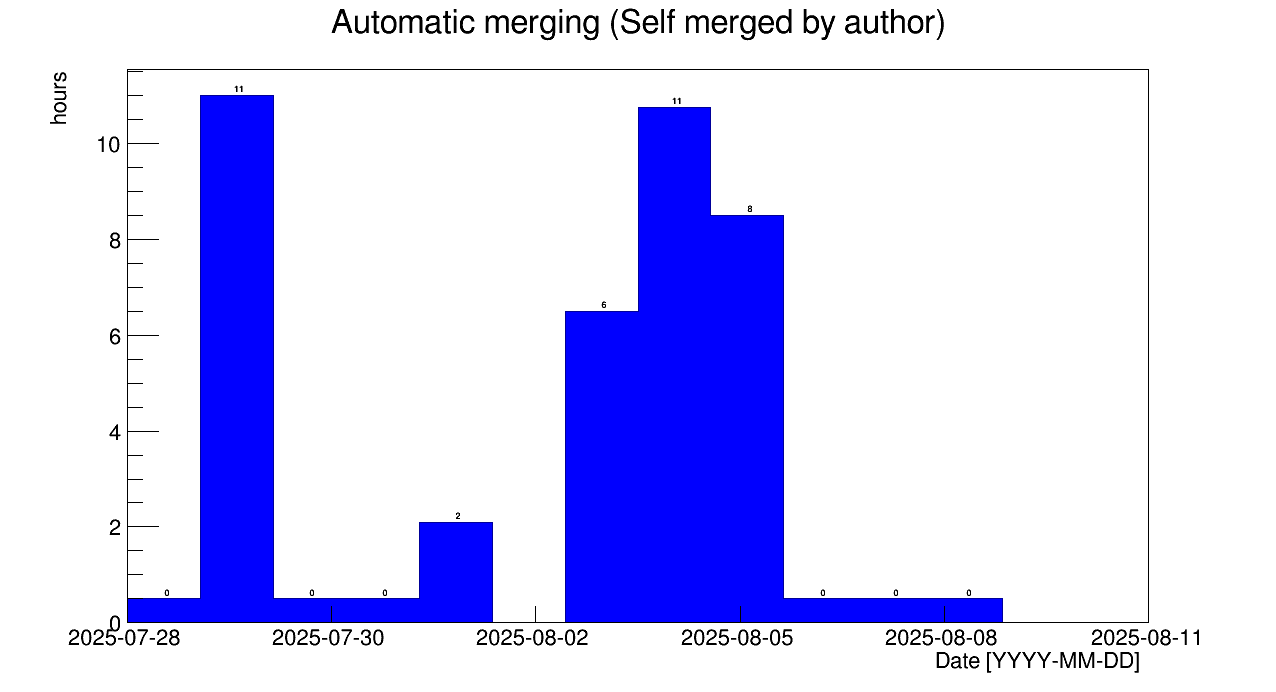 Automatic merging (Self merged by author)
hours
11
11
10
8
8
6
6
4
2
2
0 0 0 0 0 0
0
2025-07-28 2025-07-30 2025-08-02 2025-08-05 2025-08-08 2025-08-11
Date [YYYY-MM-DD]